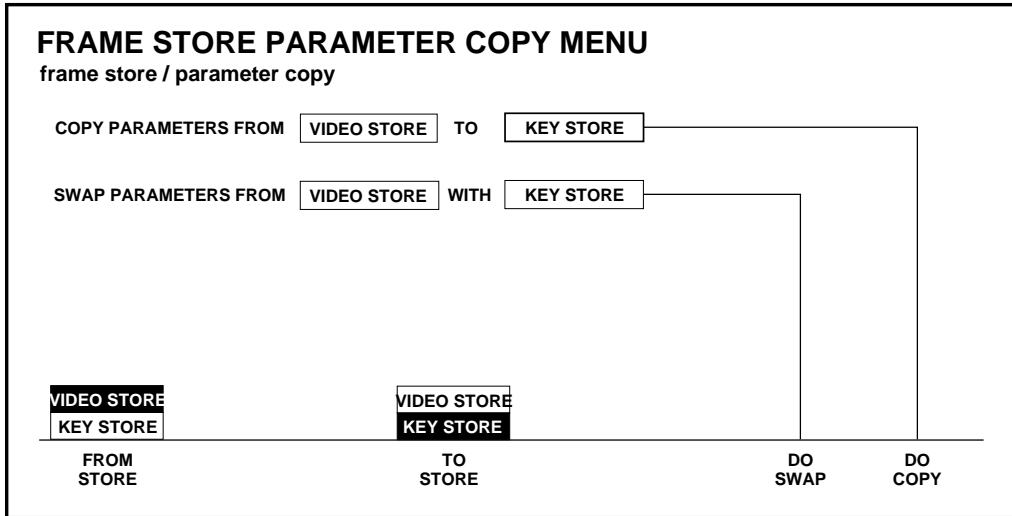 FRAME STORE PARAMETER COPY MENU
frame store / parameter copy
COPY PARAMETERS FROM VIDEO STORE TO KEY STORE
SWAP PARAMETERS FROM VIDEO STORE WITH KEY STORE
VIDEO STORE VIDEO STORE
KEY STORE KEY STORE
FROM TO DO DO
STORE STORE SWAP COPY